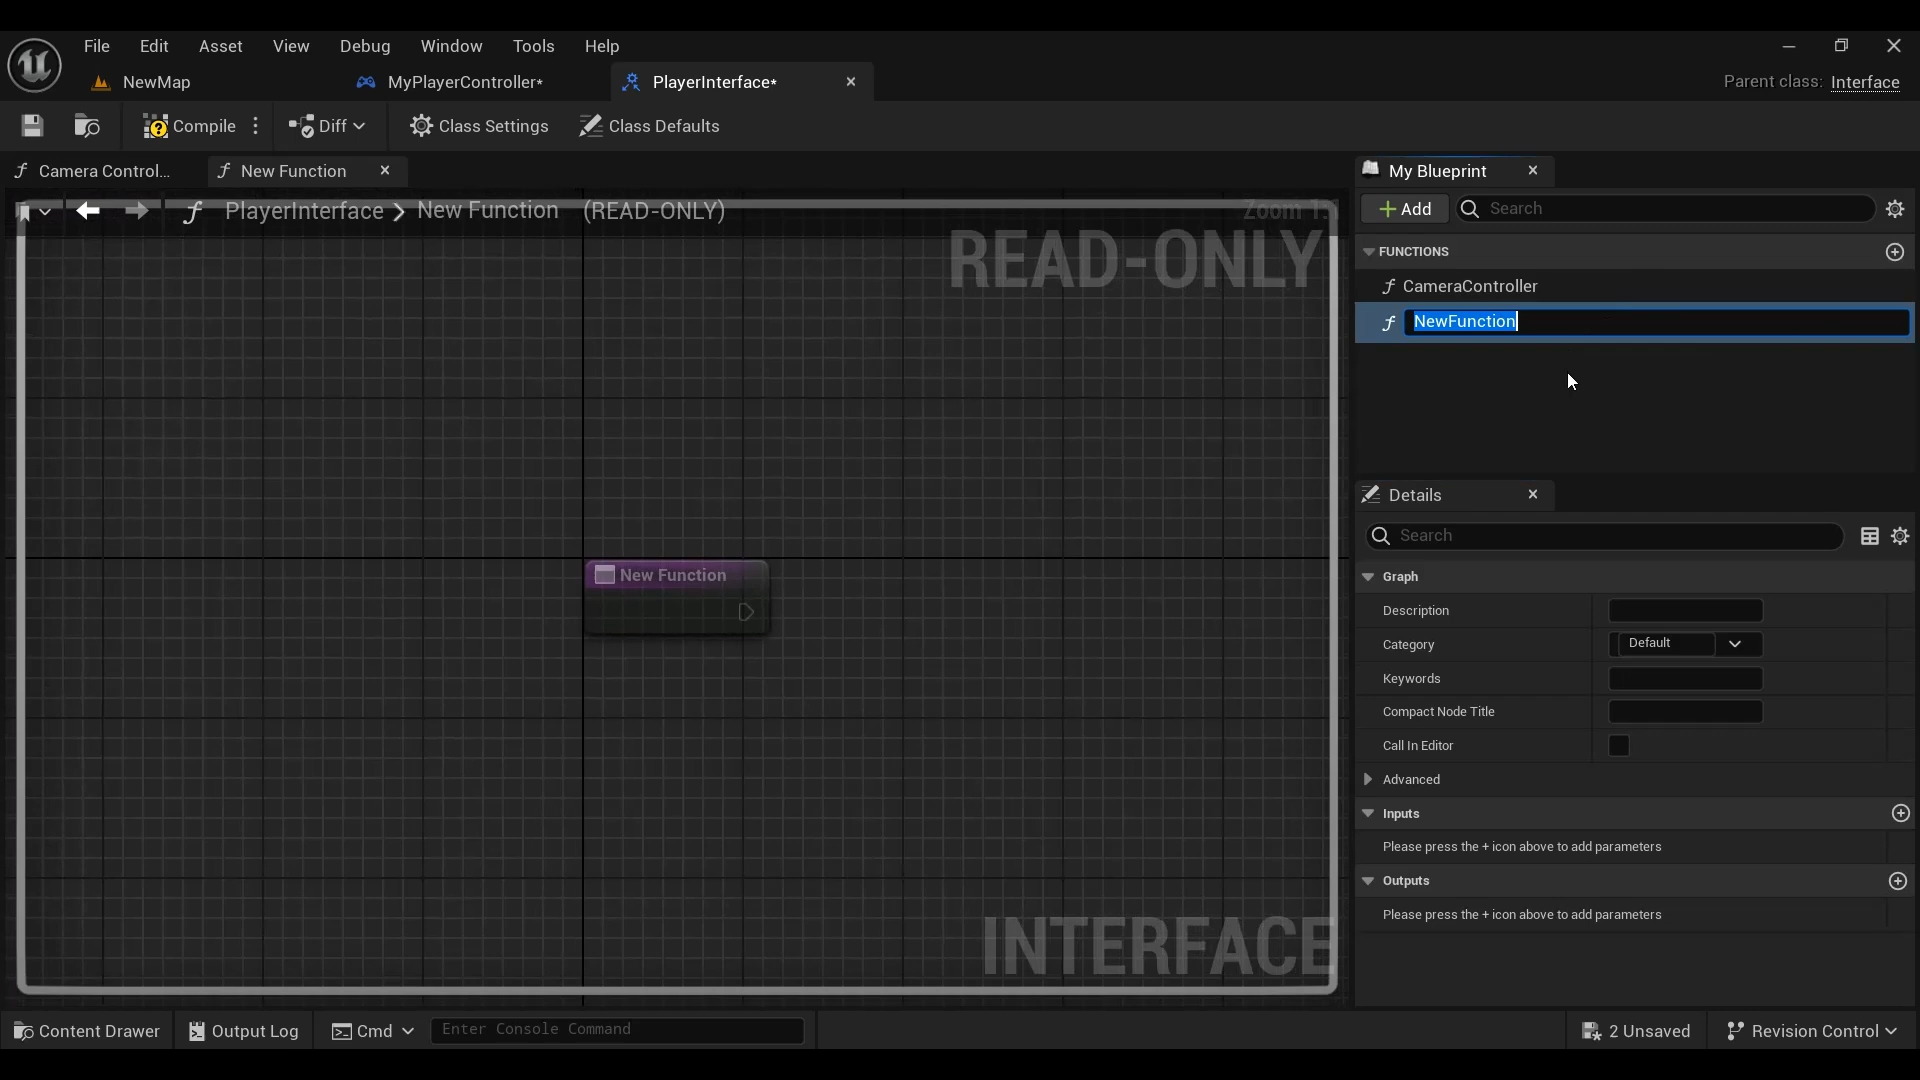 File Edit Asset View Debug Window Tools Help
NewMap MyPlayerController* PlayerInterface* Parent class: Interface
Compile Diff Class Settings Class Defaults
Camera Control... New Function
PlayerInterface > New Function (READ-ONLY) Zoom 1:1
READ-ONLY
New Function
INTERFACE
My Blueprint
Add Search
FUNCTIONS
CameraController
NewFunction
Details
Search
Graph
Description
Category Default
Keywords
Compact Node Title
Call In Editor
Advanced
Inputs
Please press the + icon above to add parameters
Outputs
Please press the + icon above to add parameters
Content Drawer Output Log Cmd Enter Console Command 2 Unsaved Revision Control